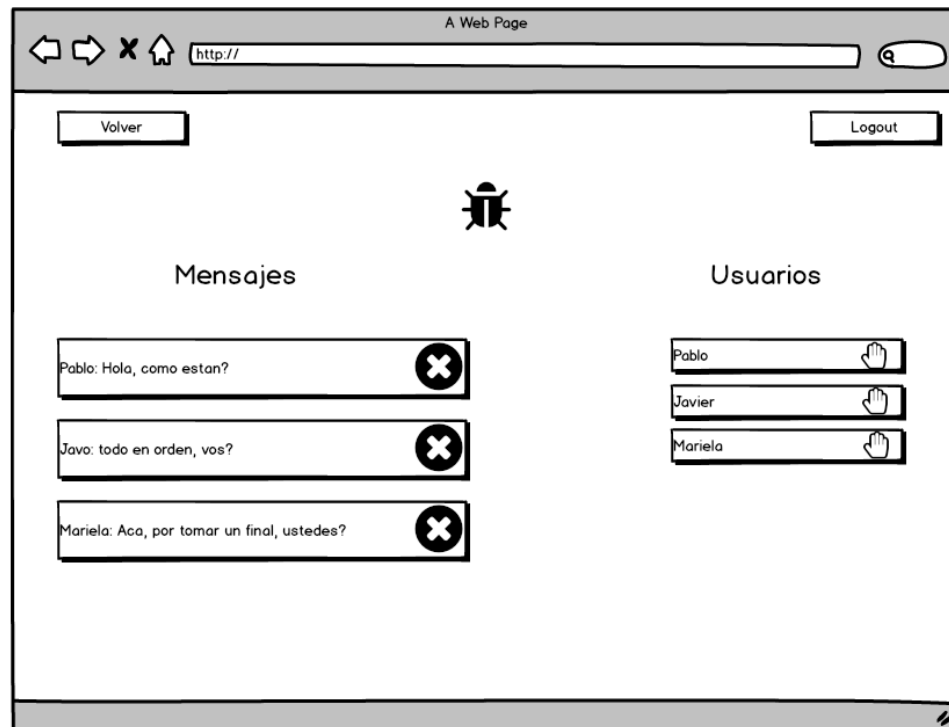 A Web Page
http://
Volver
Logout
Mensajes
Usuarios
Pablo: Hola, como estan?
Javo: todo en orden, vos?
Mariela: Aca, por tomar un final, ustedes?
Pablo
Javier
Mariela